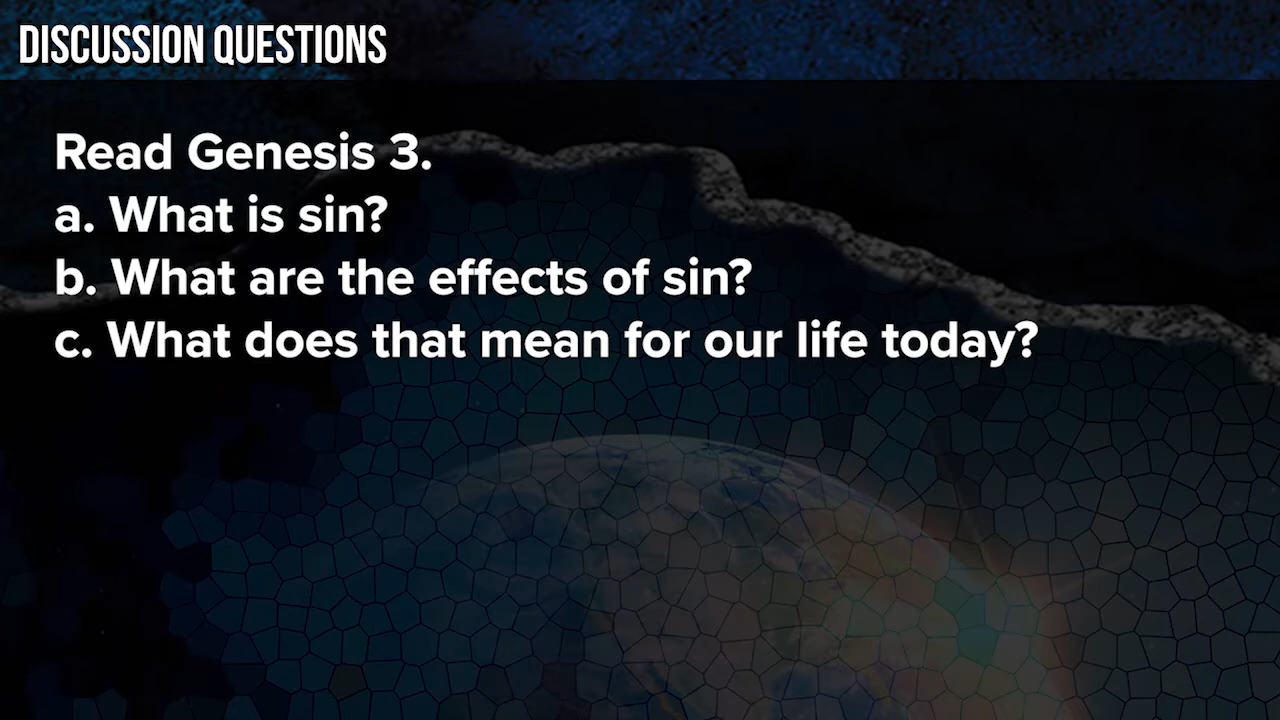 DISCUSSION QUESTIONS
Read Genesis 3.
a. What is sin?
b. What are the effects of sin?
c. What does that mean for our life today?